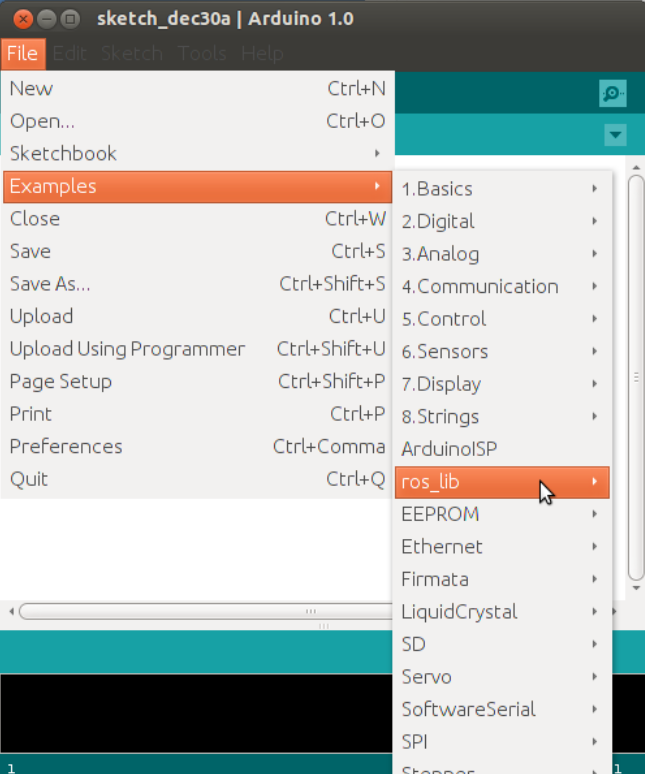 sketch_dec30a | Arduino 1.0
File Edit Sketch Tools Help
New Ctrl+N
Open... Ctrl+O
Sketchbook
Examples
Close Ctrl+W
Save Ctrl+S
Save As... Ctrl+Shift+S
Upload Ctrl+U
Upload Using Programmer Ctrl+Shift+U
Page Setup Ctrl+Shift+P
Print Ctrl+P
Preferences Ctrl+Comma
Quit Ctrl+Q
1.Basics
2.Digital
3.Analog
4.Communication
5.Control
6.Sensors
7.Display
8.Strings
ArduinoISP
ros_lib
EEPROM
Ethernet
Firmata
LiquidCrystal
SD
Servo
SoftwareSerial
SPI
Stepper
1 1